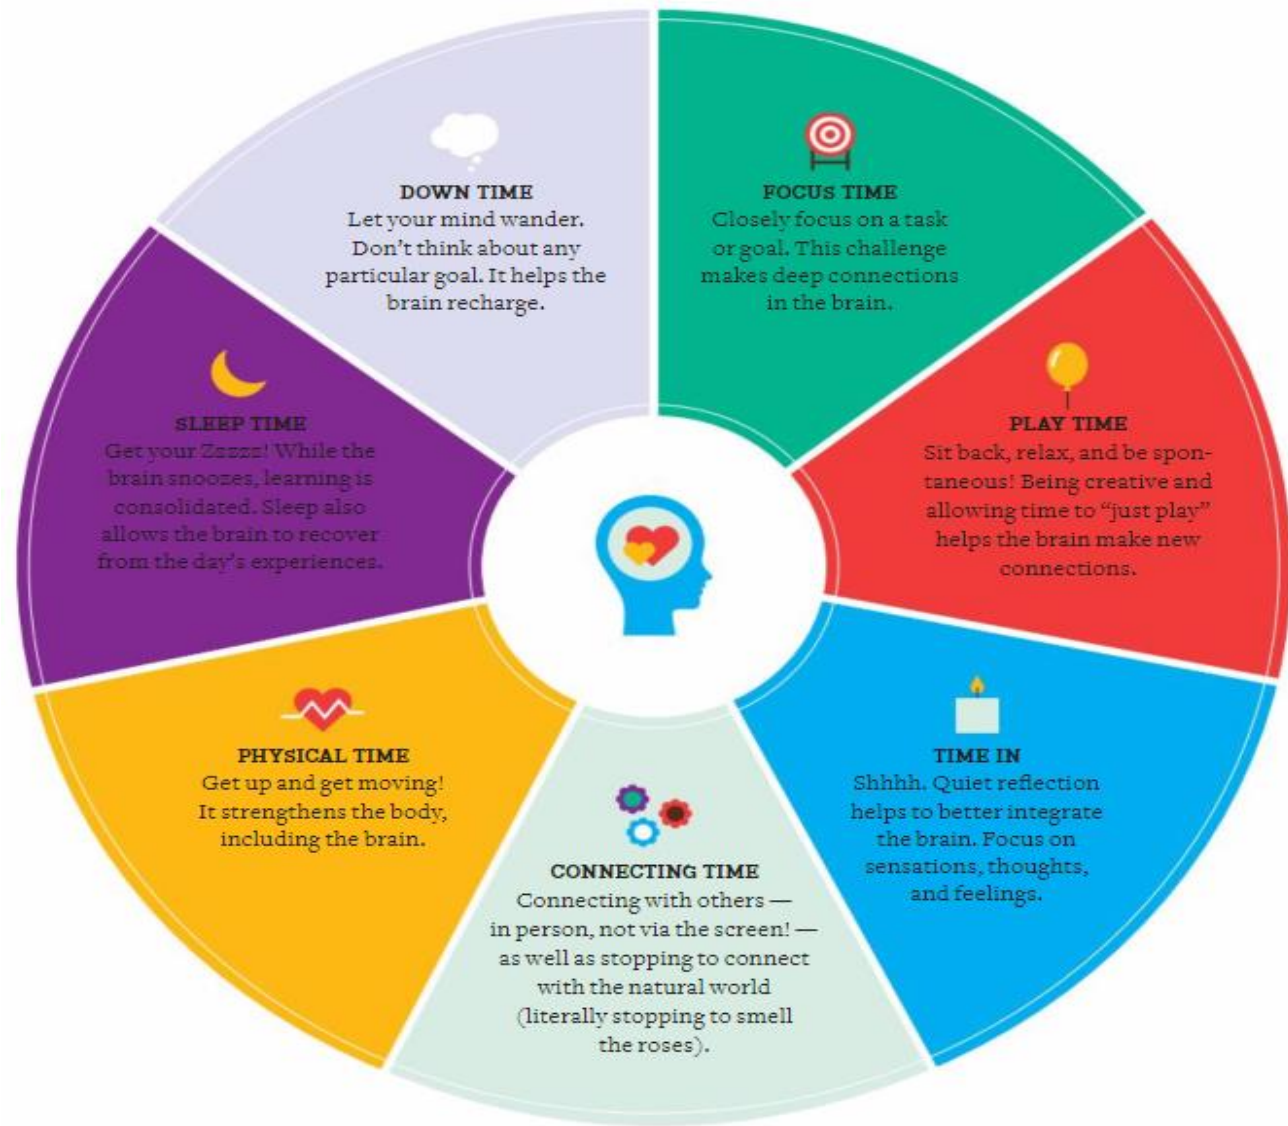 DOWN TIME
Let your mind wander.
Don't think about any
particular goal. It helps the
brain recharge.
FOCUS TIME
Closely focus on a task
or goal. This challenge
makes deep connections
in the brain.
SLEEP TIME
Get your Zzzzz! While the
brain snoozes, learning is
consolidated. Sleep also
allows the brain to recover
from the day's experiences.
PLAY TIME
Sit back, relax, and be spon-
taneous! Being creative and
allowing time to “just play”
helps the brain make new
connections.
PHYSICAL TIME
Get up and get moving!
It strengthens the body,
including the brain.
TIME IN
Shhhh. Quiet reflection
helps to better integrate
the brain. Focus on
sensations, thoughts,
and feelings.
CONNECTING TIME
Connecting with others —
in person, not via the screen! —
as well as stopping to connect
with the natural world
(literally stopping to smell
the roses).